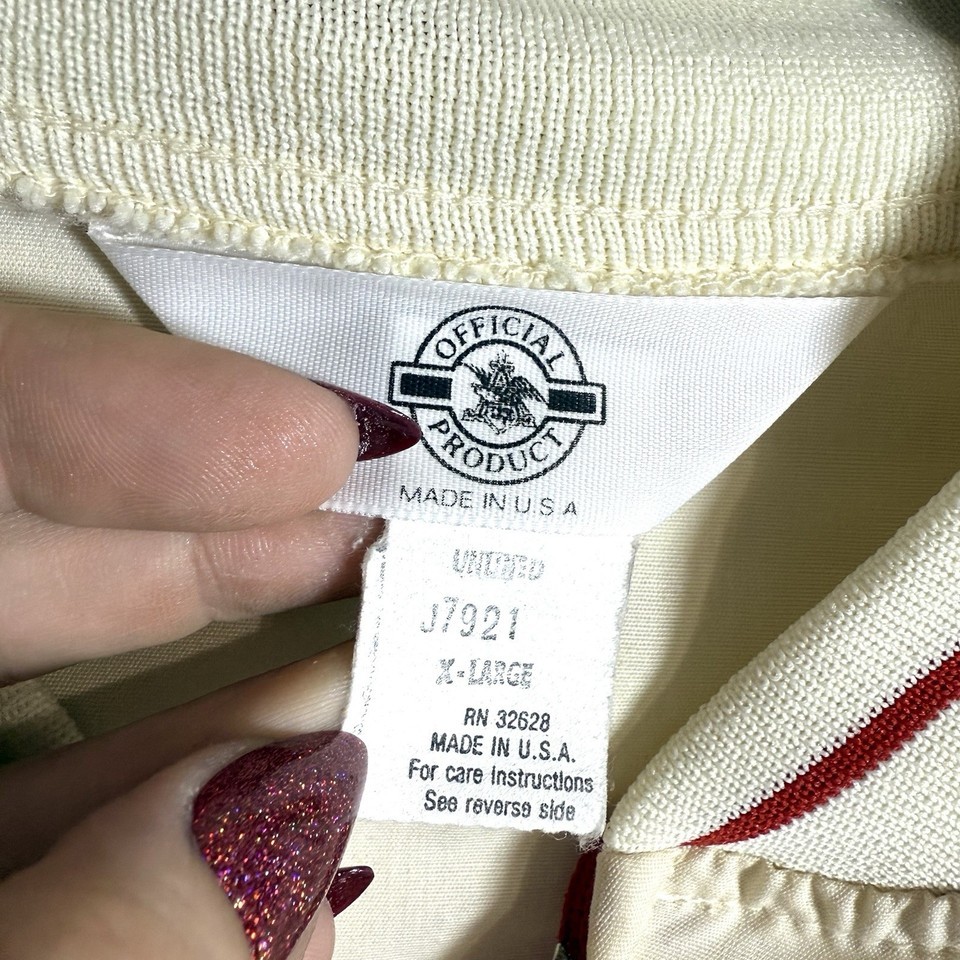 OFFICIAL
PRODUCT
MADE IN U.S.A
J7921
X-LARGE
RN 32628
MADE IN U.S.A.
For care instructions
See reverse side